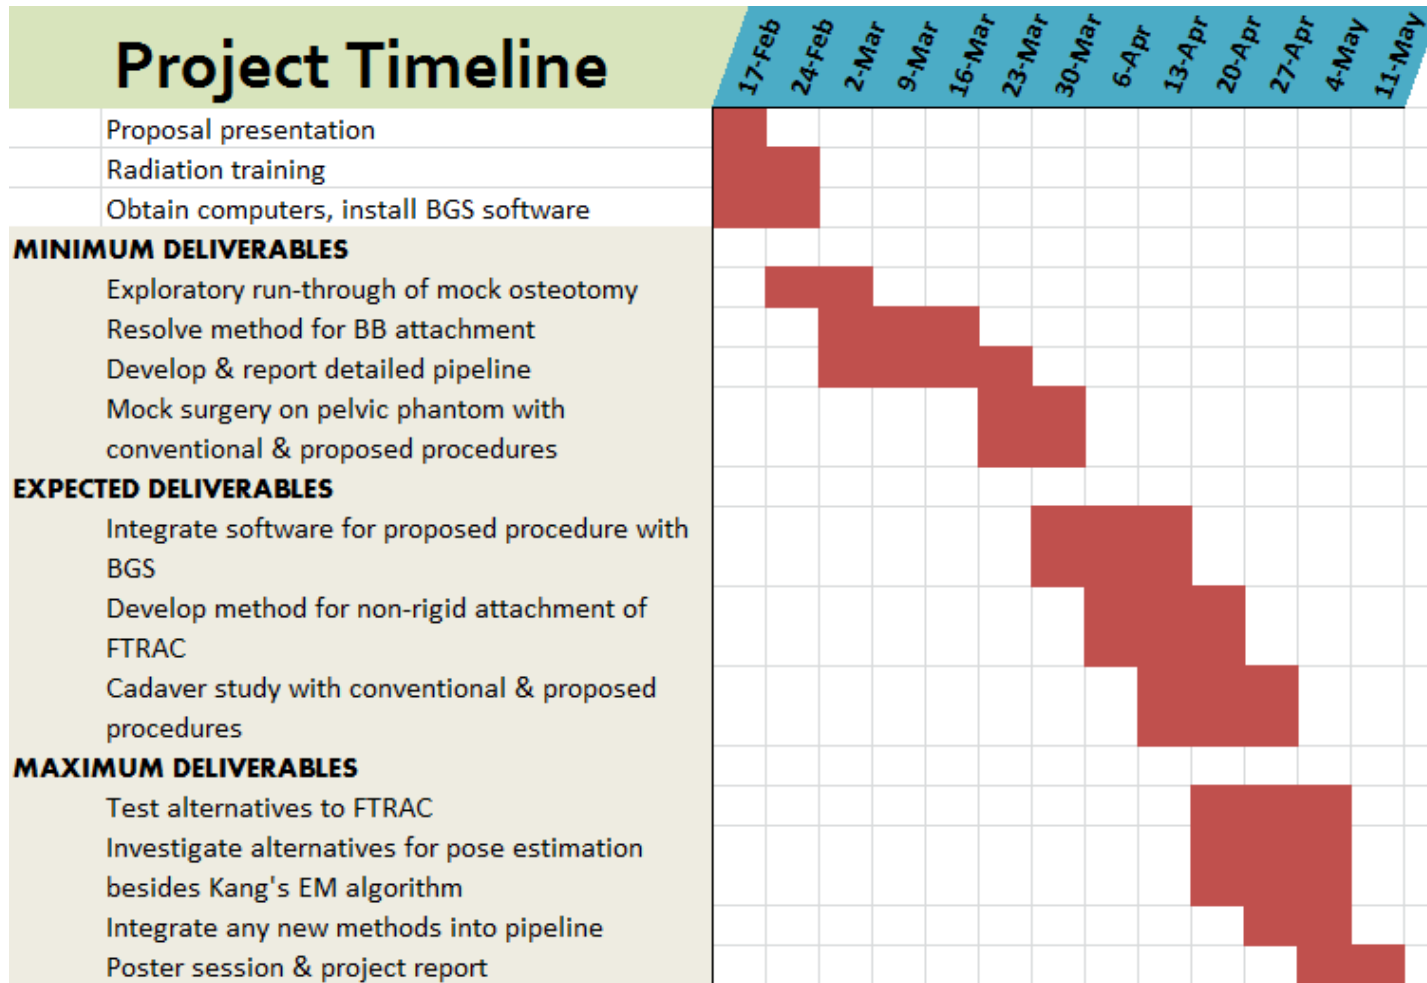 Project Timeline
17-Feb
24-Feb
2-Mar
9-Mar
16-Mar
23-Mar
30-Mar
6-Apr
13-Apr
20-Apr
27-Apr
4-May
11-May
Proposal presentation
Radiation training
Obtain computers, install BGS software
MINIMUM DELIVERABLES
Exploratory run-through of mock osteotomy
Resolve method for BB attachment
Develop & report detailed pipeline
Mock surgery on pelvic phantom with
conventional & proposed procedures
EXPECTED DELIVERABLES
Integrate software for proposed procedure with
BGS
Develop method for non-rigid attachment of
FTRAC
Cadaver study with conventional & proposed
procedures
MAXIMUM DELIVERABLES
Test alternatives to FTRAC
Investigate alternatives for pose estimation
besides Kang's EM algorithm
Integrate any new methods into pipeline
Poster session & project report